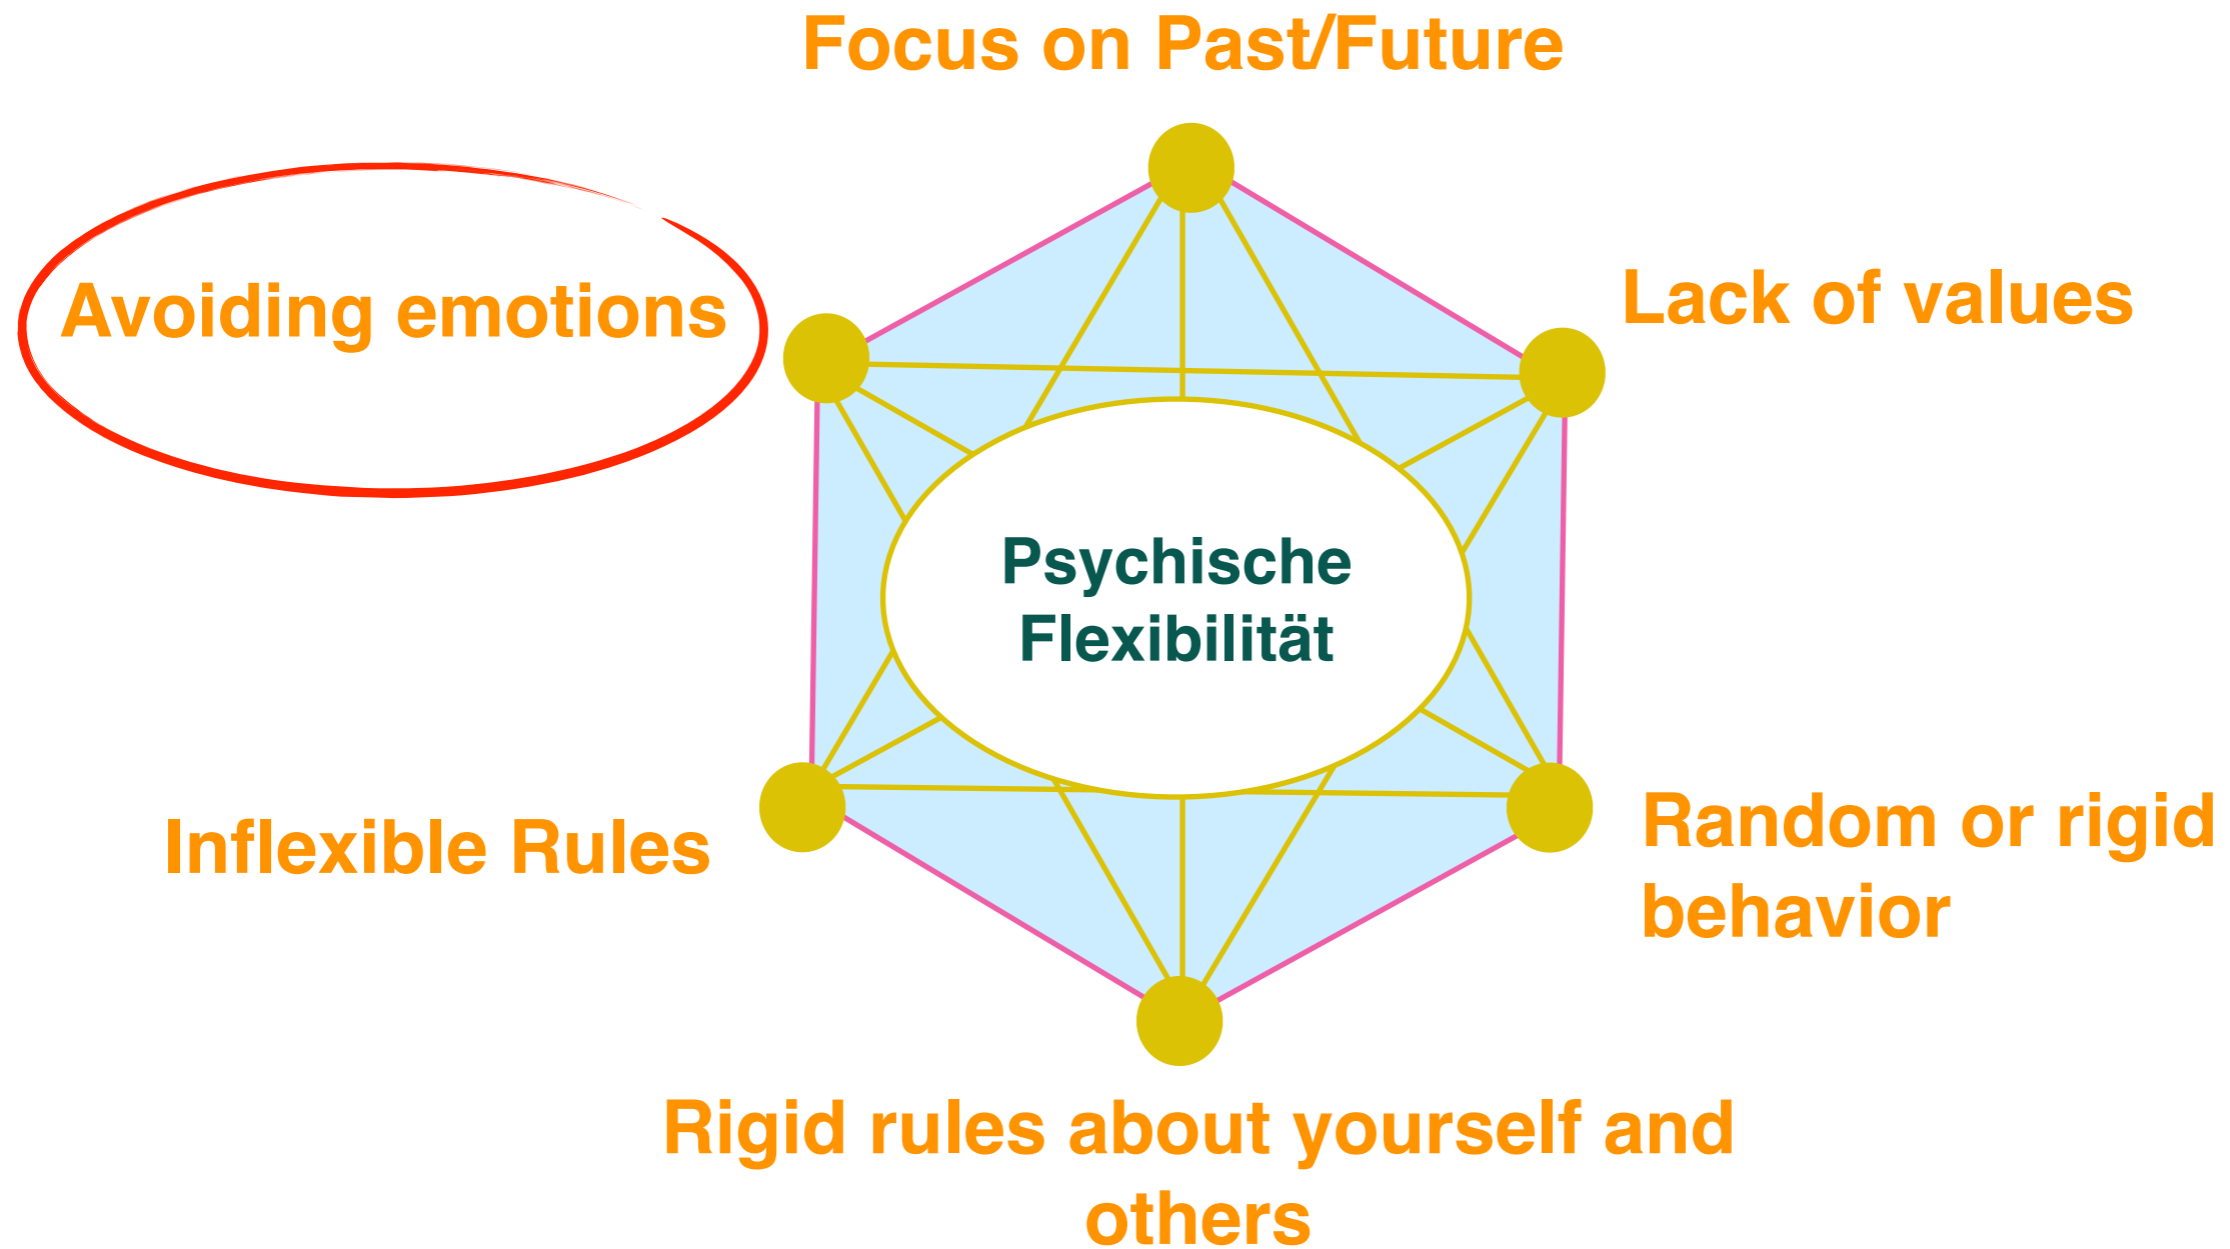 Focus on Past/Future
Avoiding emotions
Lack of values
Psychische
Flexibilität
Inflexible Rules
Random or rigid
behavior
Rigid rules about yourself and
others